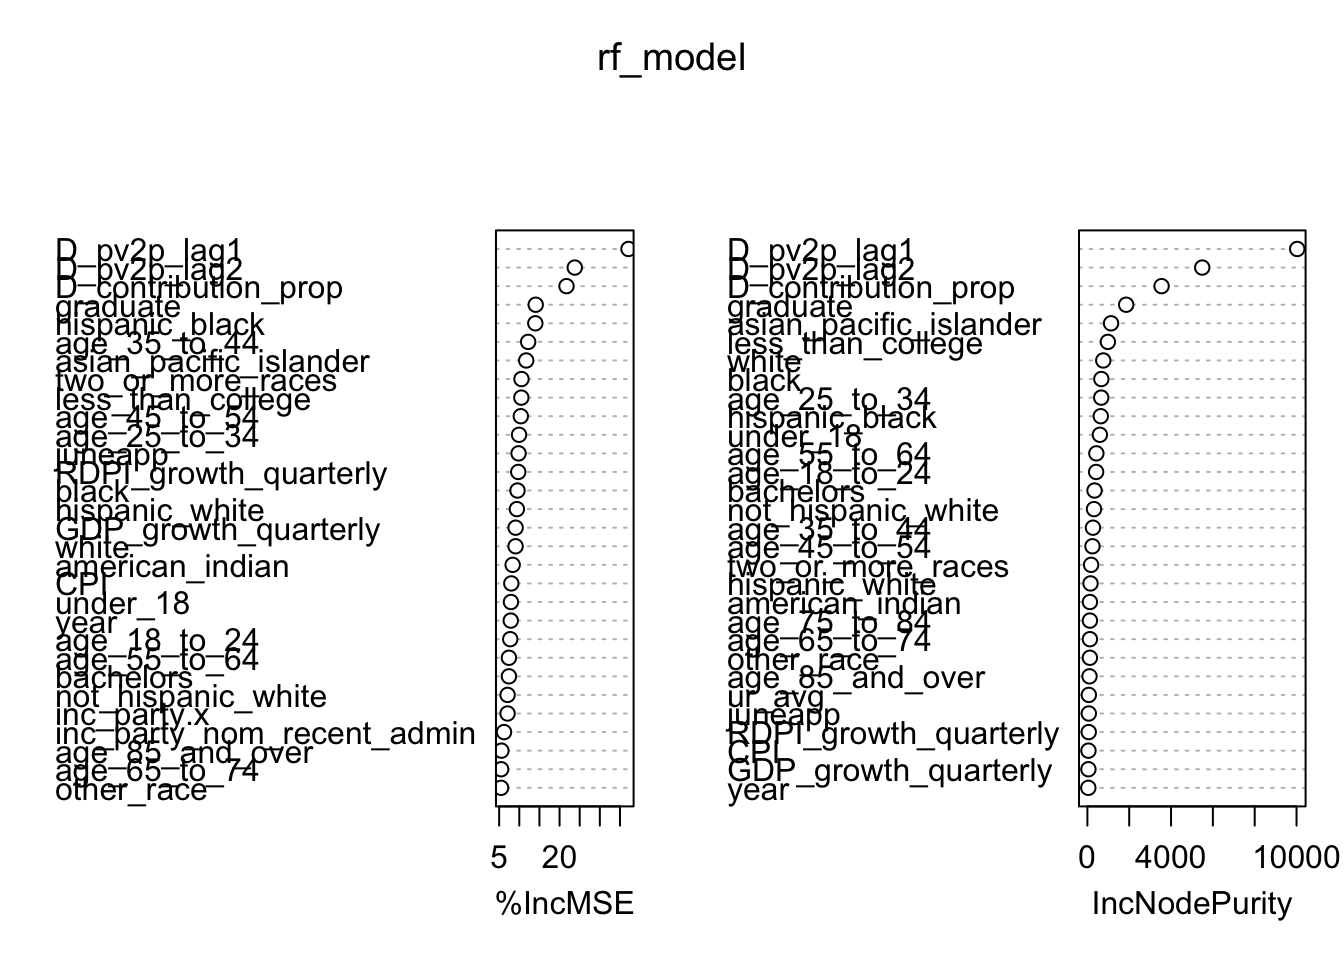 rf_model
D_pv2p_lag1
D_pv2p_lag2
D_contribution_prop
graduate
hispanic_black
age_35_to_44
asian_pacific_islander
two_or_more_races
less_than_college
age_45_to_54
age_25_to_34
juneapp
RDPI_growth_quarterly
black
hispanic_white
GDP_growth_quarterly
white
american_indian
CPI
under_18
year
age_18_to_24
age_55_to_64
bachelors
not_hispanic_white
inc_party.x
inc_party_nom_recent_admin
age_85_and_over
age_65_to_74
other_race
5 20
%IncMSE
D_pv2p_lag1
D_pv2p_lag2
D_contribution_prop
graduate
asian_pacific_islander
less_than_college
white
black
age_25_to_34
hispanic_black
under_18
age_55_to_64
age_18_to_24
bachelors
not_hispanic_white
age_35_to_44
age_45_to_54
two_or_more_races
hispanic_white
american_indian
age_75_to_84
age_65_to_74
other_race
age_85_and_over
ur_avg
juneapp
RDPI_growth_quarterly
CPI
GDP_growth_quarterly
year
0 4000 10000
IncNodePurity